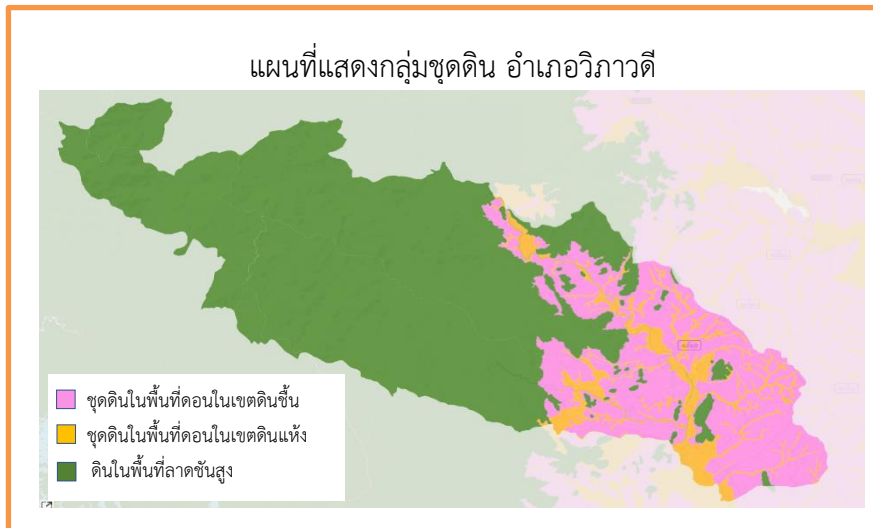 แผนที่แสดงกลุ่มชุดดิน อำเภอวิภาวดี
ชุดดินในพื้นที่ดอนในเขตดินชื้น
ชุดดินในพื้นที่ดอนในเขตดินแห้ง
ดินในพื้นที่ลาดชันสูง